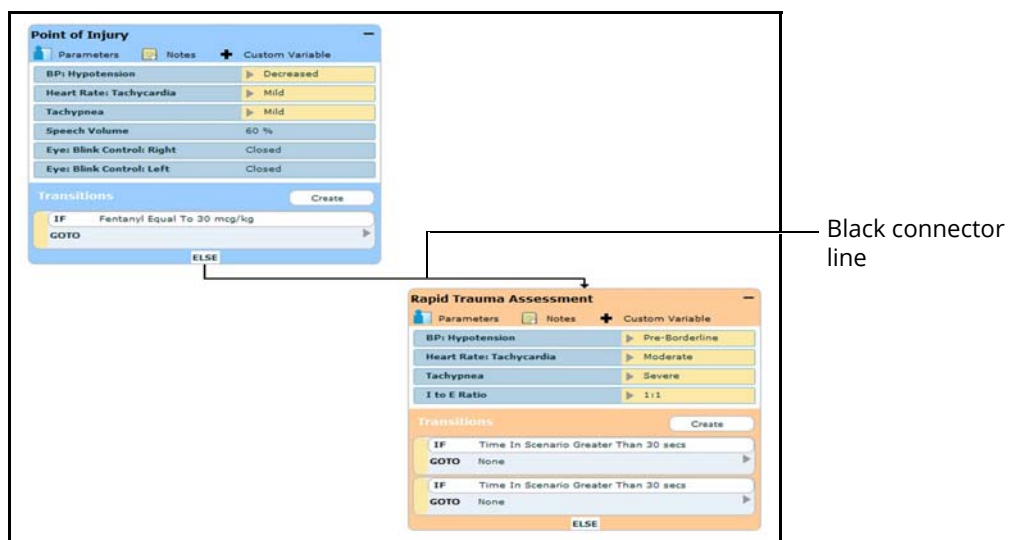 Point of Injury
Parameters Notes Custom Variable
BP: Hypotension Decreased
Heart Rate: Tachycardia Mild
Tachypnea Mild
Speech Volume 60 %
Eye: Blink Control: Right Closed
Eye: Blink Control: Left Closed
Transitions Create
IF Fentanyl Equal To 30 mcg/kg
GOTO
ELSE
Black connector
line
Rapid Trauma Assessment
Parameters Notes Custom Variable
BP: Hypotension Pre-Borderline
Heart Rate: Tachycardia Moderate
Tachypnea Severe
I to E Ratio 1:1
Transitions Create
IF Time In Scenario Greater Than 30 secs
GOTO None
IF Time In Scenario Greater Than 30 secs
GOTO None
ELSE